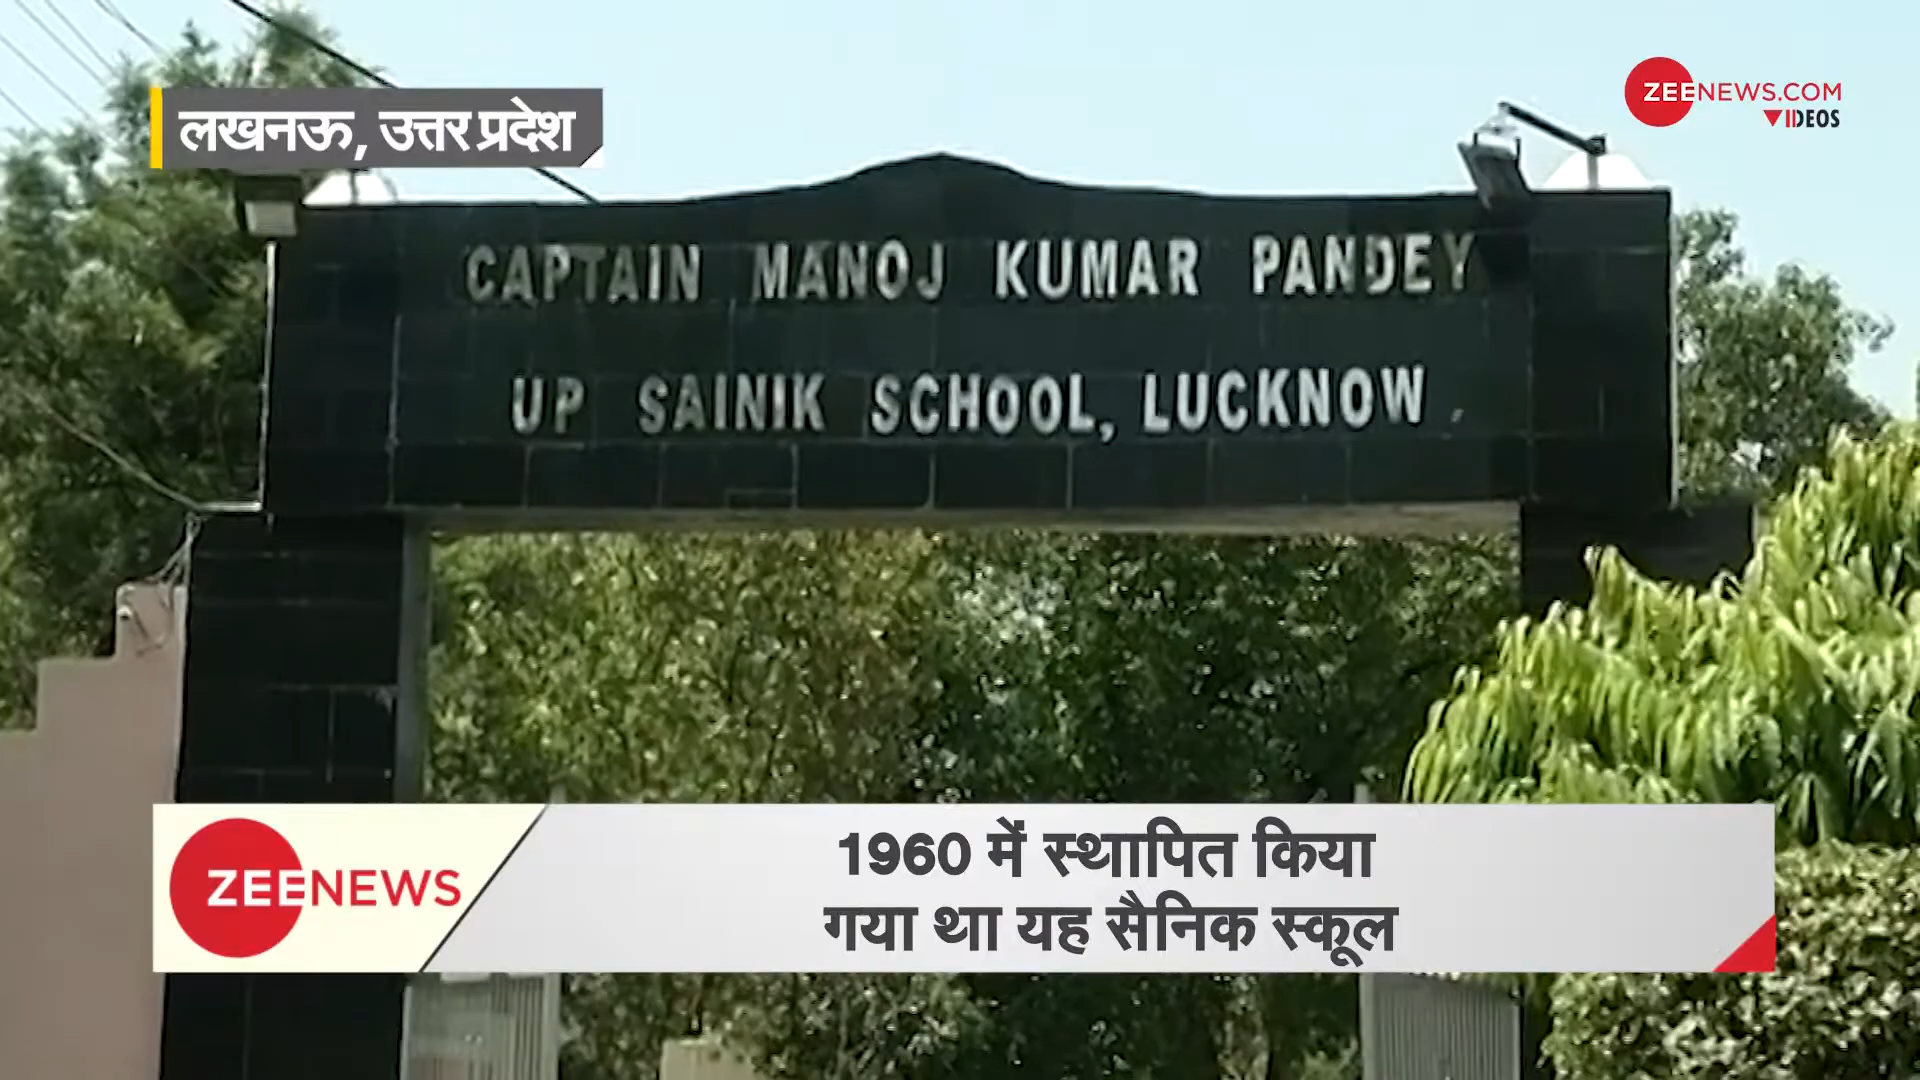 ZEENEWS.COM
VIDEOS
लखनऊ, उत्तर प्रदेश
CAPTAIN MANOJ KUMAR PANDEY
UP SAINIK SCHOOL, LUCKNOW.
ZEENEWS
1960 में स्थापित किया
गया था यह सैनिक स्कूल